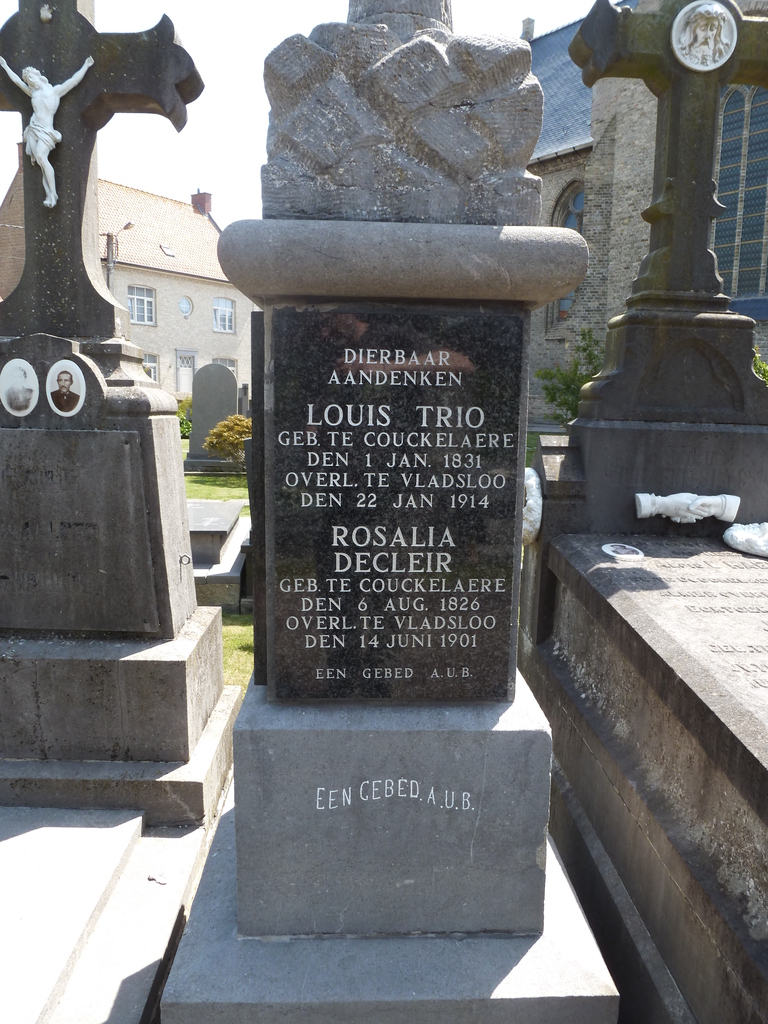 DIERBAAR
AANDENKEN
LOUIS TRIO
GEB. TE COUCKELAERE
DEN 1 JAN. 1831
OVERL. TE VLADSLOO
DEN 22 JAN 1914
ROSALIA
DECLEIR
GEB. TE COUCKELAERE
DEN 6 AUG. 1826
OVERL. TE VLADSLOO
DEN 14 JUNI 1901
EEN GEBED A.U.B.
EEN GEBED. A.U.B.